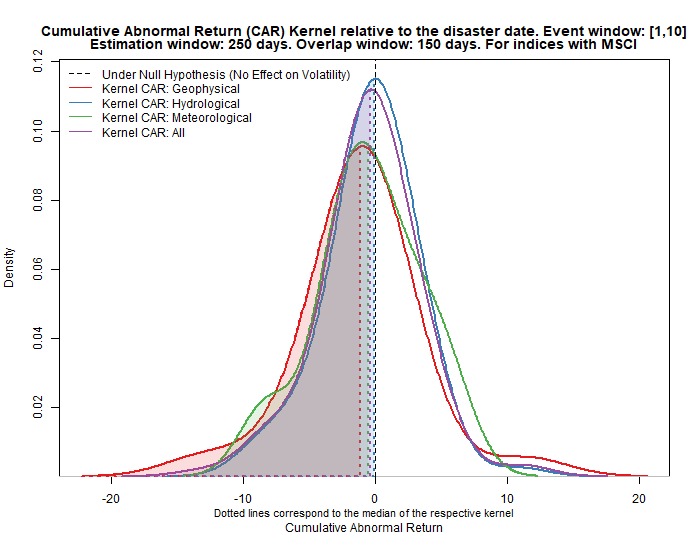 Cumulative Abnormal Return (CAR) Kernel relative to the disaster date. Event window: [1,10]
Estimation window: 250 days. Overlap window: 150 days. For indices with MSCI
Under Null Hypothesis (No Effect on Volatility)
Kernel CAR: Geophysical
Kernel CAR: Hydrological
Kernel CAR: Meteorological
Kernel CAR: All
Density
0.12
0.10
0.08
0.06
0.04
0.02
-20 -10 0 10 20
Dotted lines correspond to the median of the respective kernel
Cumulative Abnormal Return